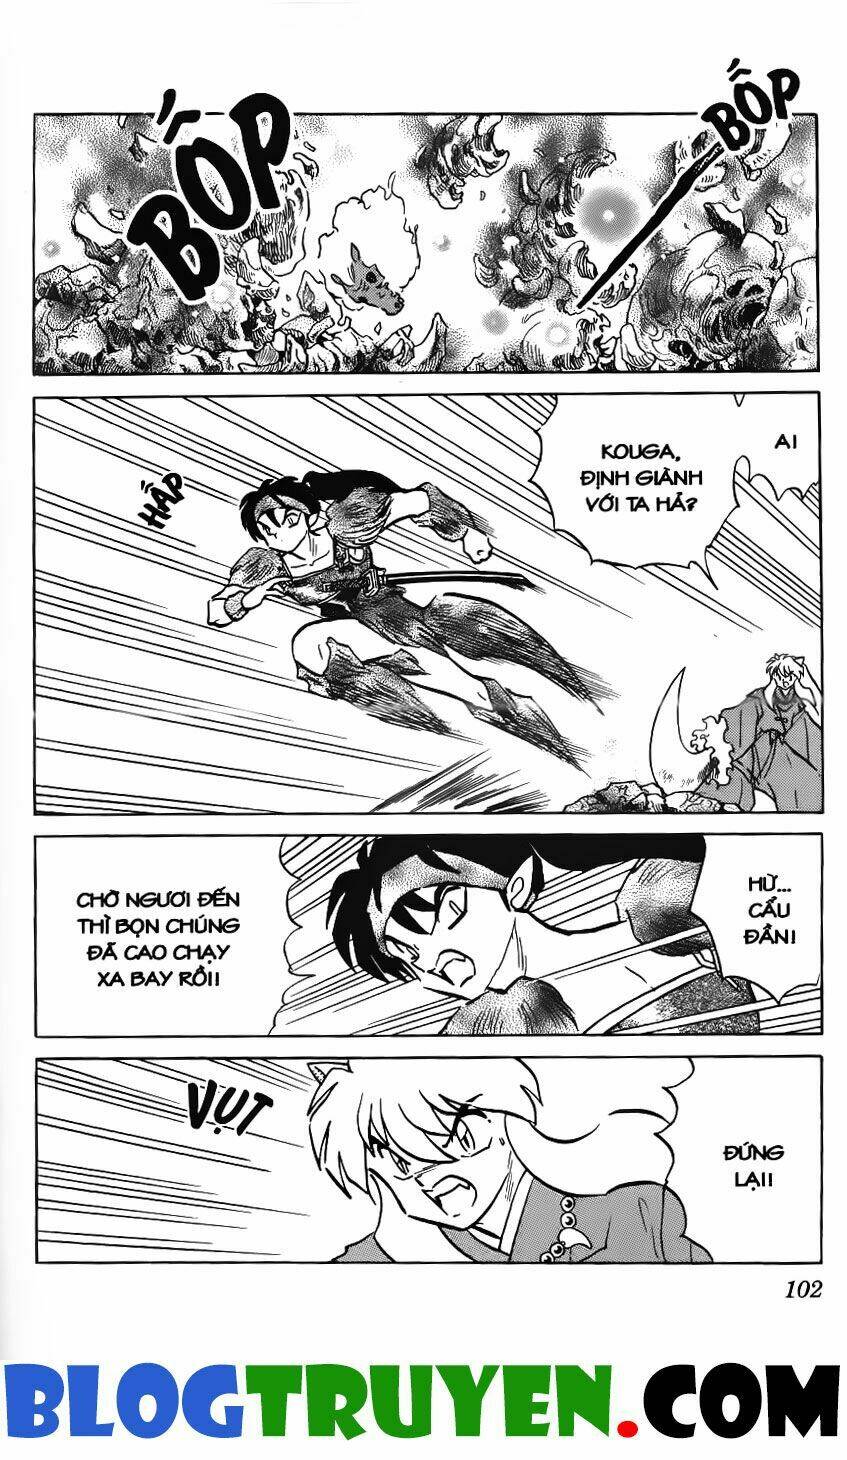 BỐP
BỐP
AI
KOUGA,
ĐỊNH GIÀNH
VỚI TA HẢ?
HẤP
HỪ...
CẨU
ĐẦN!
CHỜ NGƯƠI ĐẾN
THÌ BỌN CHÚNG
ĐÃ CAO CHẠY
XA BAY RỒI!!
ĐỨNG
LẠI!
VỤT
102
BLOGTRUYEN.COM